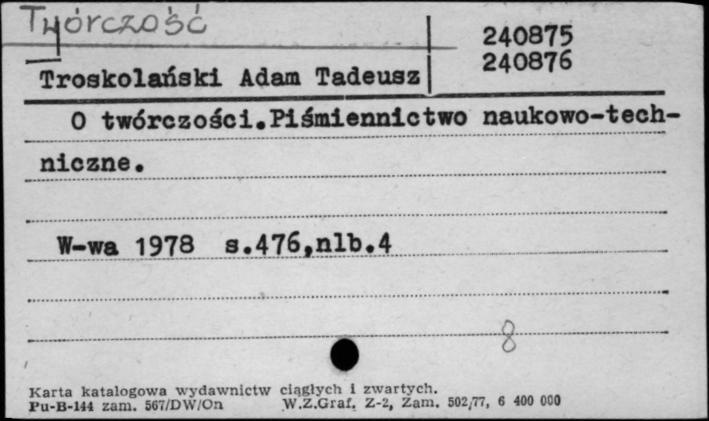 Twórczość
240875
Troskolański Adam Tadeusz
240876
O twórczości.Piśmiennictwo naukowo-tech-
niczne.
W-wa 1978 s.476,nlb.4
8
Karta katalogowa wydawnictw ciągłych i zwartych.
Pu-B-144 zam. 567/DW/On W.Z.Graf. Z-2, Zam. 502/77, 6 400 000